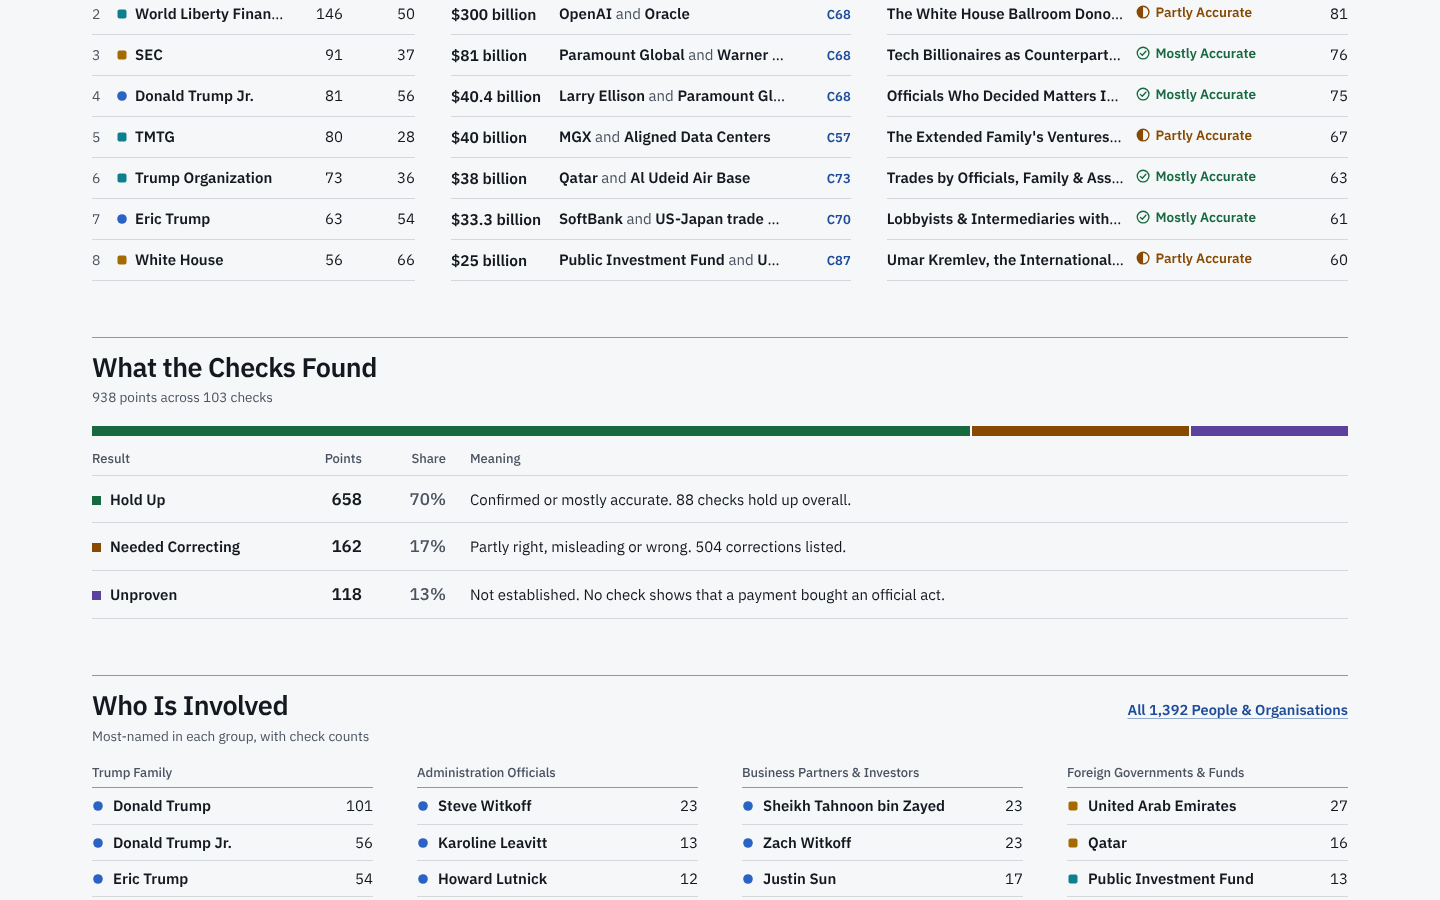 2 World Liberty Finan... 146 50
3 SEC 91 37
4 Donald Trump Jr. 81 56
5 TMTG 80 28
6 Trump Organization 73 36
7 Eric Trump 63 54
8 White House 56 66
$300 billion OpenAI and Oracle C68
$81 billion Paramount Global and Warner ... C68
$40.4 billion Larry Ellison and Paramount Gl... C68
$40 billion MGX and Aligned Data Centers C57
$38 billion Qatar and Al Udeid Air Base C73
$33.3 billion SoftBank and US-Japan trade ... C70
$25 billion Public Investment Fund and U... C87
The White House Ballroom Dono... Partly Accurate 81
Tech Billionaires as Counterpart... Mostly Accurate 76
Officials Who Decided Matters I... Mostly Accurate 75
The Extended Family's Ventures... Partly Accurate 67
Trades by Officials, Family & Ass... Mostly Accurate 63
Lobbyists & Intermediaries with... Mostly Accurate 61
Umar Kremlev, the International... Partly Accurate 60
What the Checks Found
938 points across 103 checks
Result Points Share Meaning
Hold Up 658 70% Confirmed or mostly accurate. 88 checks hold up overall.
Needed Correcting 162 17% Partly right, misleading or wrong. 504 corrections listed.
Unproven 118 13% Not established. No check shows that a payment bought an official act.
Who Is Involved
All 1,392 People & Organisations
Most-named in each group, with check counts
Trump Family
Donald Trump 101
Donald Trump Jr. 56
Eric Trump 54
Administration Officials
Steve Witkoff 23
Karoline Leavitt 13
Howard Lutnick 12
Business Partners & Investors
Sheikh Tahnoon bin Zayed 23
Zach Witkoff 23
Justin Sun 17
Foreign Governments & Funds
United Arab Emirates 27
Qatar 16
Public Investment Fund 13